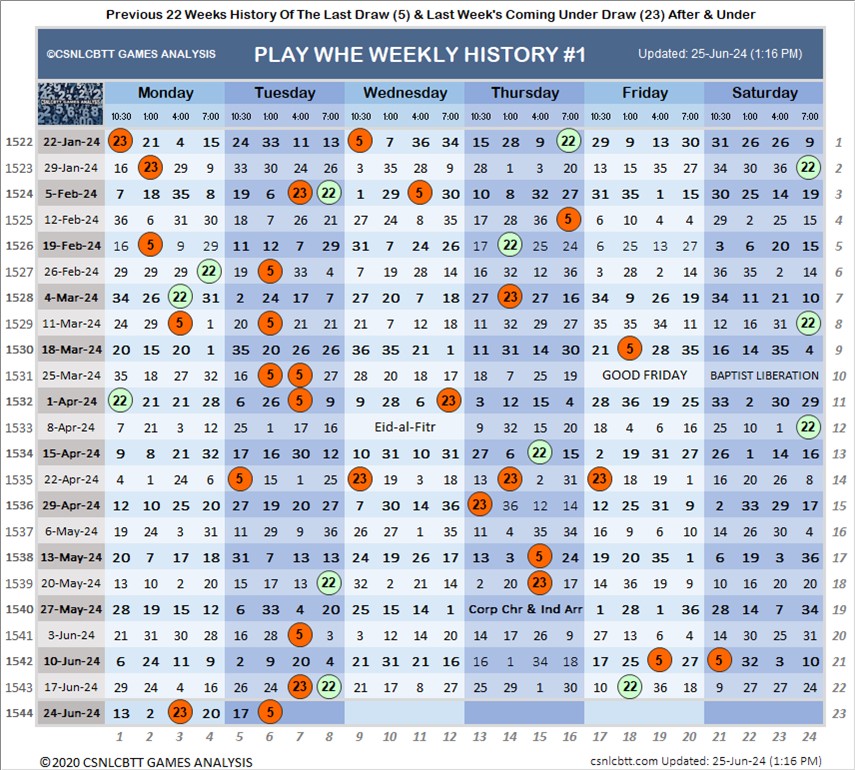 Previous 22 Weeks History Of The Last Draw (5) & Last Week's Coming Under Draw (23) After & Under
©CSNLCBTT GAMES ANALYSIS PLAY WHE WEEKLY HISTORY #1 Updated: 25-Jun-24 (1:16 PM)
Monday Tuesday Wednesday Thursday Friday Saturday
CSNLCBTT GAMES ANALYSIS 10:30 1:00 4:00 7:00 10:30 1:00 4:00 7:00 10:30 1:00 4:00 7:00 10:30 1:00 4:00 7:00 10:30 1:00 4:00 7:00 10:30 1:00 4:00 7:00
1522 22-Jan-24 23 21 4 15 24 33 11 13 5 7 36 34 15 28 9 22 29 9 13 30 31 26 26 9 1
1523 29-Jan-24 16 23 29 9 33 30 24 26 3 35 28 9 28 1 3 20 13 15 35 27 34 30 36 22 2
1524 5-Feb-24 7 18 35 8 19 6 23 22 1 29 5 30 10 8 32 27 31 35 1 15 30 25 14 19 3
1525 12-Feb-24 36 6 31 30 18 7 26 21 27 24 8 35 17 28 36 5 6 10 4 4 29 2 25 15 4
1526 19-Feb-24 16 5 9 29 11 12 7 29 31 7 24 26 17 22 25 24 6 25 13 27 3 6 20 15 5
1527 26-Feb-24 29 29 29 22 19 5 33 4 7 19 28 14 16 32 12 36 3 28 2 14 36 35 2 14 6
1528 4-Mar-24 34 26 22 31 2 24 17 7 27 20 7 18 27 23 27 16 34 9 26 19 34 11 21 10 7
1529 11-Mar-24 24 29 5 1 20 5 21 21 21 7 12 18 11 32 29 27 35 35 34 11 12 16 31 22 8
1530 18-Mar-24 20 15 20 1 35 20 26 26 36 35 21 1 11 31 14 30 21 5 28 35 16 14 35 4 9
1531 25-Mar-24 35 18 27 32 16 5 5 27 28 20 18 17 18 7 25 19 GOOD FRIDAY BAPTIST LIBERATION 10
1532 1-Apr-24 22 21 21 28 6 26 5 9 9 28 6 23 3 12 15 4 28 36 19 25 33 2 30 29 11
1533 8-Apr-24 7 21 3 12 25 1 17 16 Eid-al-Fitr 9 32 15 20 18 4 6 16 25 10 1 22 12
1534 15-Apr-24 9 8 21 32 17 16 30 12 10 31 10 31 27 6 22 15 2 19 31 27 26 1 14 16 13
1535 22-Apr-24 4 1 24 6 5 15 1 25 23 19 3 18 13 23 2 31 23 18 19 1 16 20 26 8 14
1536 29-Apr-24 12 10 25 20 27 19 20 27 7 30 14 36 23 36 12 14 12 25 31 9 2 33 29 17 15
1537 6-May-24 19 24 3 31 11 29 9 36 26 27 1 35 11 4 35 34 16 9 6 10 14 26 30 4 16
1538 13-May-24 20 7 17 18 31 7 13 13 24 19 26 17 13 3 5 24 19 20 35 1 6 19 3 36 17
1539 20-May-24 13 10 2 20 15 17 13 22 32 2 21 14 2 20 23 18 14 36 19 9 10 16 20 20 18
1540 27-May-24 28 19 15 12 6 33 4 20 25 15 14 1 Corp Chr & Ind Arr 1 28 1 36 28 14 7 34 19
1541 3-Jun-24 21 31 30 28 16 28 5 3 3 12 14 20 14 17 26 9 27 13 6 4 14 30 25 31 20
1542 10-Jun-24 6 24 11 9 2 9 20 4 21 31 21 16 16 1 34 18 17 25 5 27 5 32 3 10 21
1543 17-Jun-24 29 24 4 16 26 24 23 22 21 17 8 27 25 29 1 30 10 22 36 18 9 27 27 24 22
1544 24-Jun-24 13 2 23 20 17 5 23
1 2 3 4 5 6 7 8 9 10 11 12 13 14 15 16 17 18 19 20 21 22 23 24
©2020 CSNLCBTT GAMES ANALYSIS csnlcbtt.com Updated: 25-Jun-24 (1:16 PM)